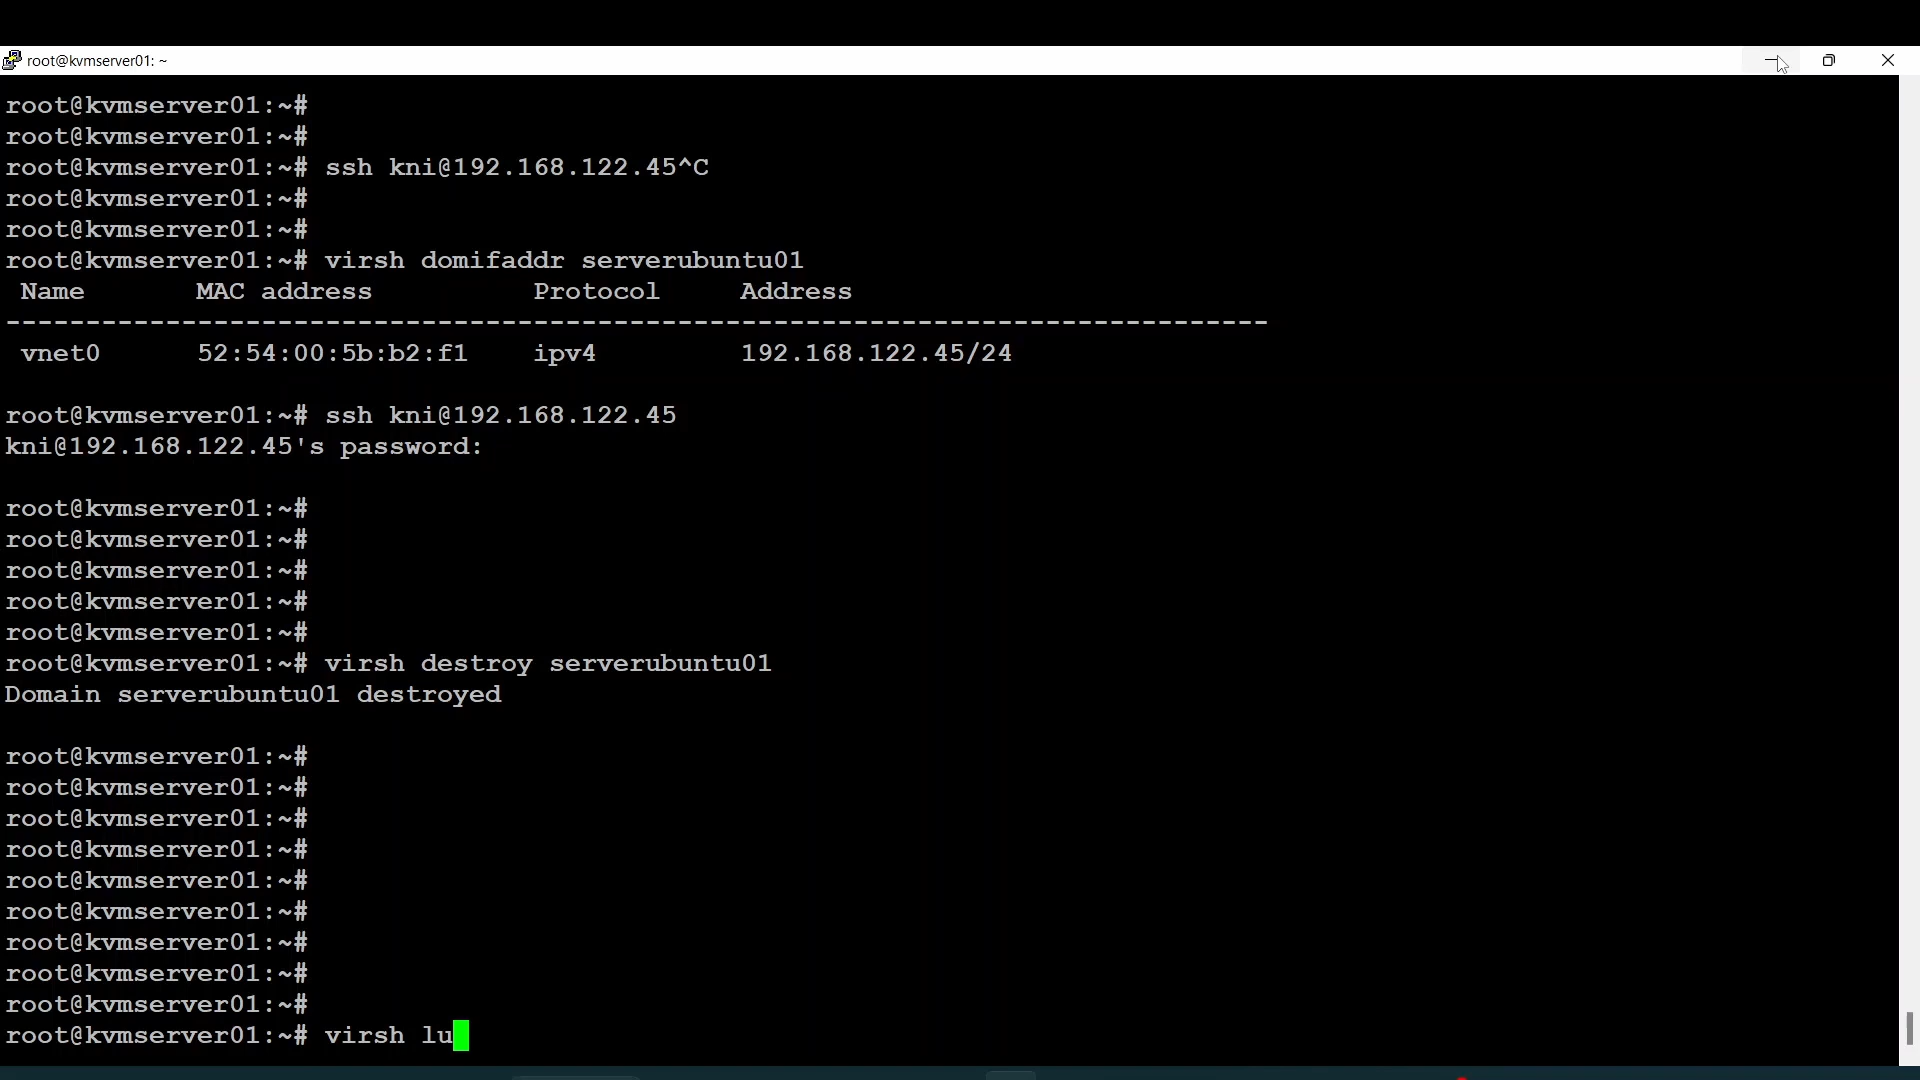 root@kvmserver01: ~
root@kvmserver01:~#
root@kvmserver01:~#
root@kvmserver01:~# ssh kni@192.168.122.45^C
root@kvmserver01:~#
root@kvmserver01:~#
root@kvmserver01:~# virsh domifaddr serverubuntu01
Name MAC address Protocol Address
-------------------------------------------------------------------------------
vnet0 52:54:00:5b:b2:f1 ipv4 192.168.122.45/24
root@kvmserver01:~# ssh kni@192.168.122.45
kni@192.168.122.45's password:
root@kvmserver01:~#
root@kvmserver01:~#
root@kvmserver01:~#
root@kvmserver01:~#
root@kvmserver01:~#
root@kvmserver01:~# virsh destroy serverubuntu01
Domain serverubuntu01 destroyed
root@kvmserver01:~#
root@kvmserver01:~#
root@kvmserver01:~#
root@kvmserver01:~#
root@kvmserver01:~#
root@kvmserver01:~#
root@kvmserver01:~#
root@kvmserver01:~#
root@kvmserver01:~#
root@kvmserver01:~# virsh lu